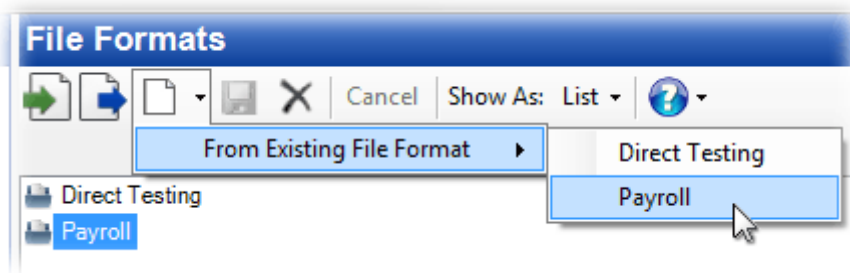 File Formats
Cancel Show As: List
From Existing File Format
Direct Testing
Payroll
Direct Testing
Payroll